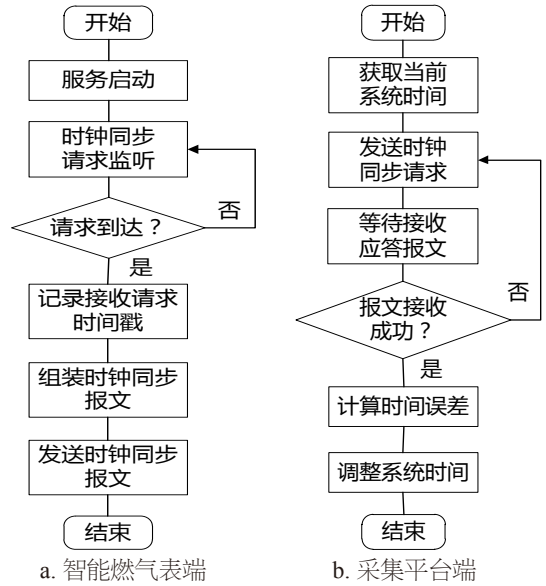 开始
服务启动
时钟同步
请求监听
请求到达？
否
是
记录接收请求
时间戳
组装时钟同步
报文
发送时钟同步
报文
结束
a. 智能燃气表端
开始
获取当前
系统时间
发送时钟
同步请求
等待接收
应答报文
报文接收
成功？
否
是
计算时间误差
调整系统时间
结束
b. 采集平台端